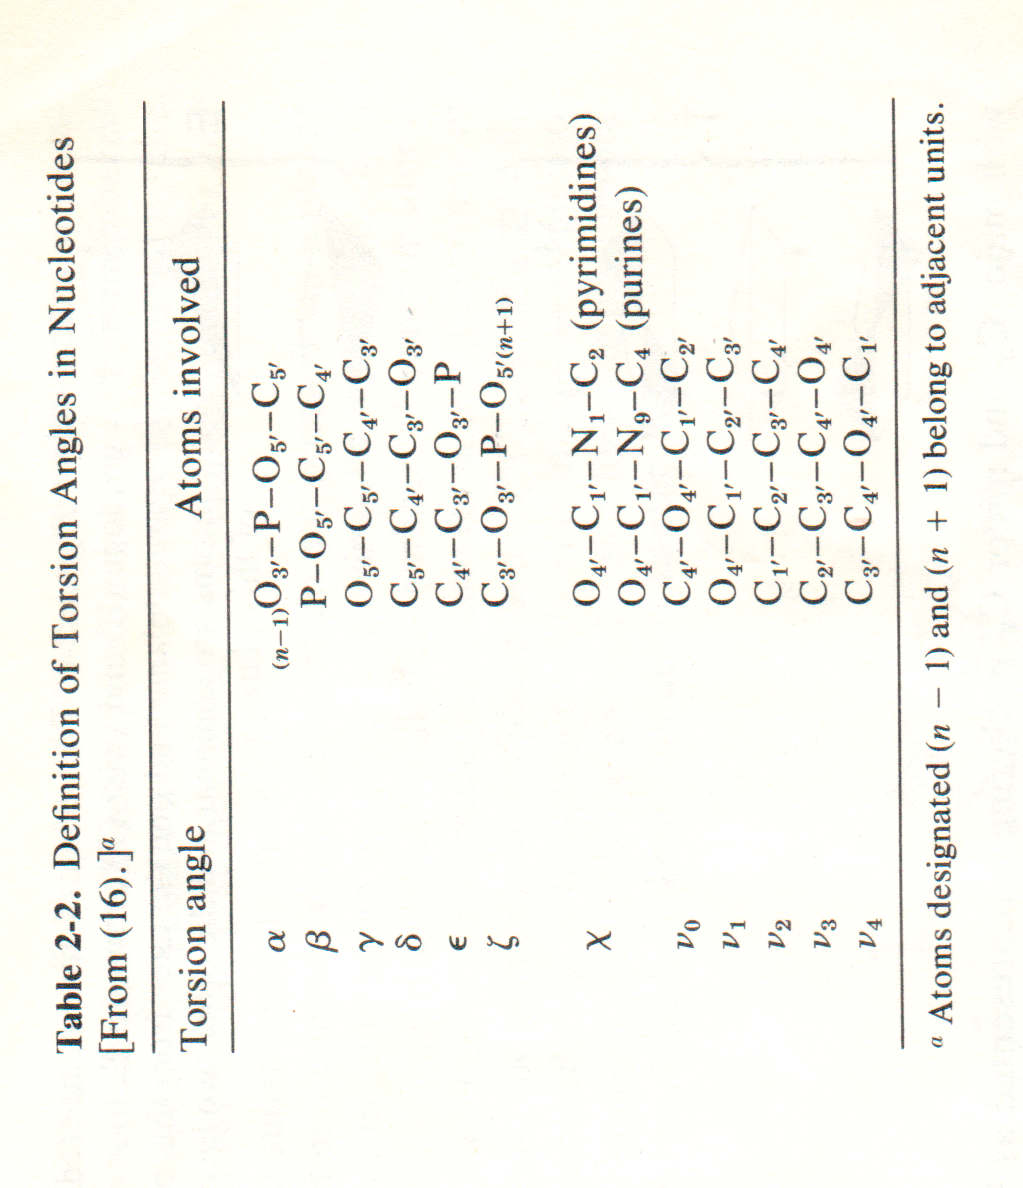 Table 2-2. Definition of Torsion Angles in Nucleotides
[From (16).]ᵃ
Torsion angle Atoms involved
α ₍ₙ₋₁₎O₃′–P–O₅′–C₅′
β P–O₅′–C₅′–C₄′
γ O₅′–C₅′–C₄′–C₃′
δ C₅′–C₄′–C₃′–O₃′
ϵ C₄′–C₃′–O₃′–P
ζ C₃′–O₃′–P–O₅′₍ₙ₊₁₎
χ O₄′–C₁′–N₁–C₂ (pyrimidines)
O₄′–C₁′–N₉–C₄ (purines)
ν₀ C₄′–O₄′–C₁′–C₂′
ν₁ O₄′–C₁′–C₂′–C₃′
ν₂ C₁′–C₂′–C₃′–C₄′
ν₃ C₂′–C₃′–C₄′–O₄′
ν₄ C₃′–C₄′–O₄′–C₁′
ᵃ Atoms designated (n − 1) and (n + 1) belong to adjacent units.